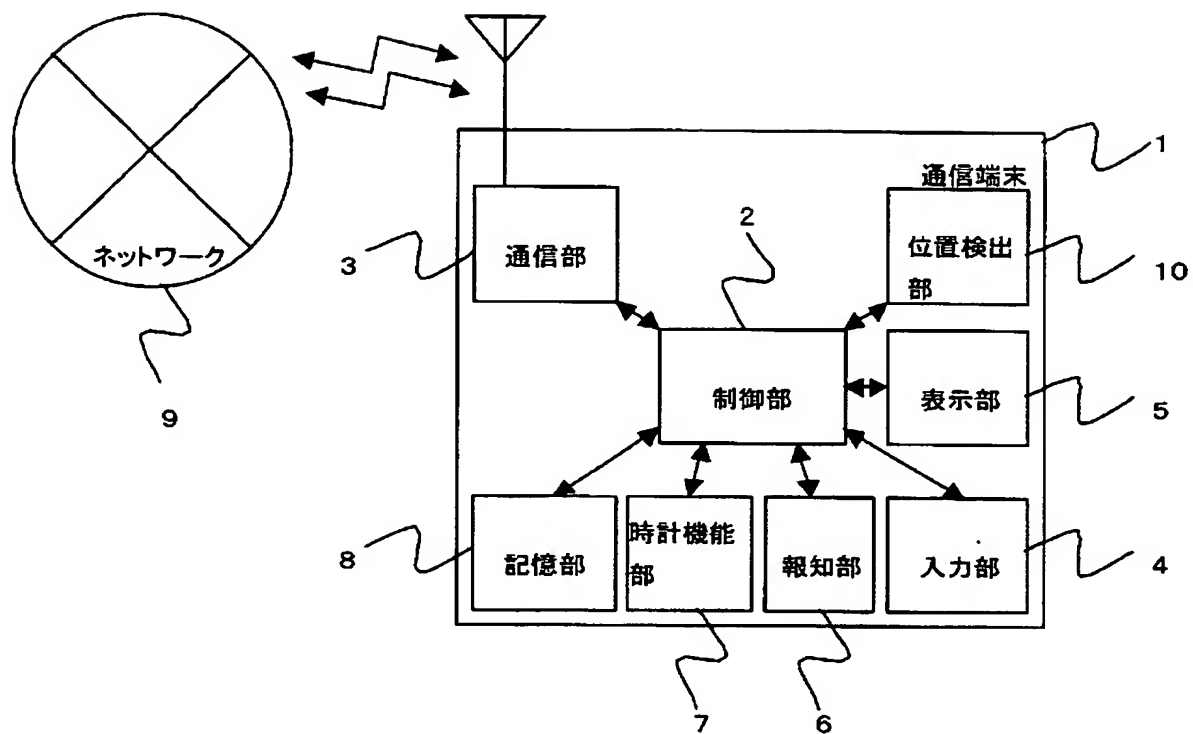 1
通信端末
2
3
通信部
位置検出
部
10
ネットワーク
9
制御部
表示部
5
8
記憶部
時計機能
部
報知部
入力部
4
7
6